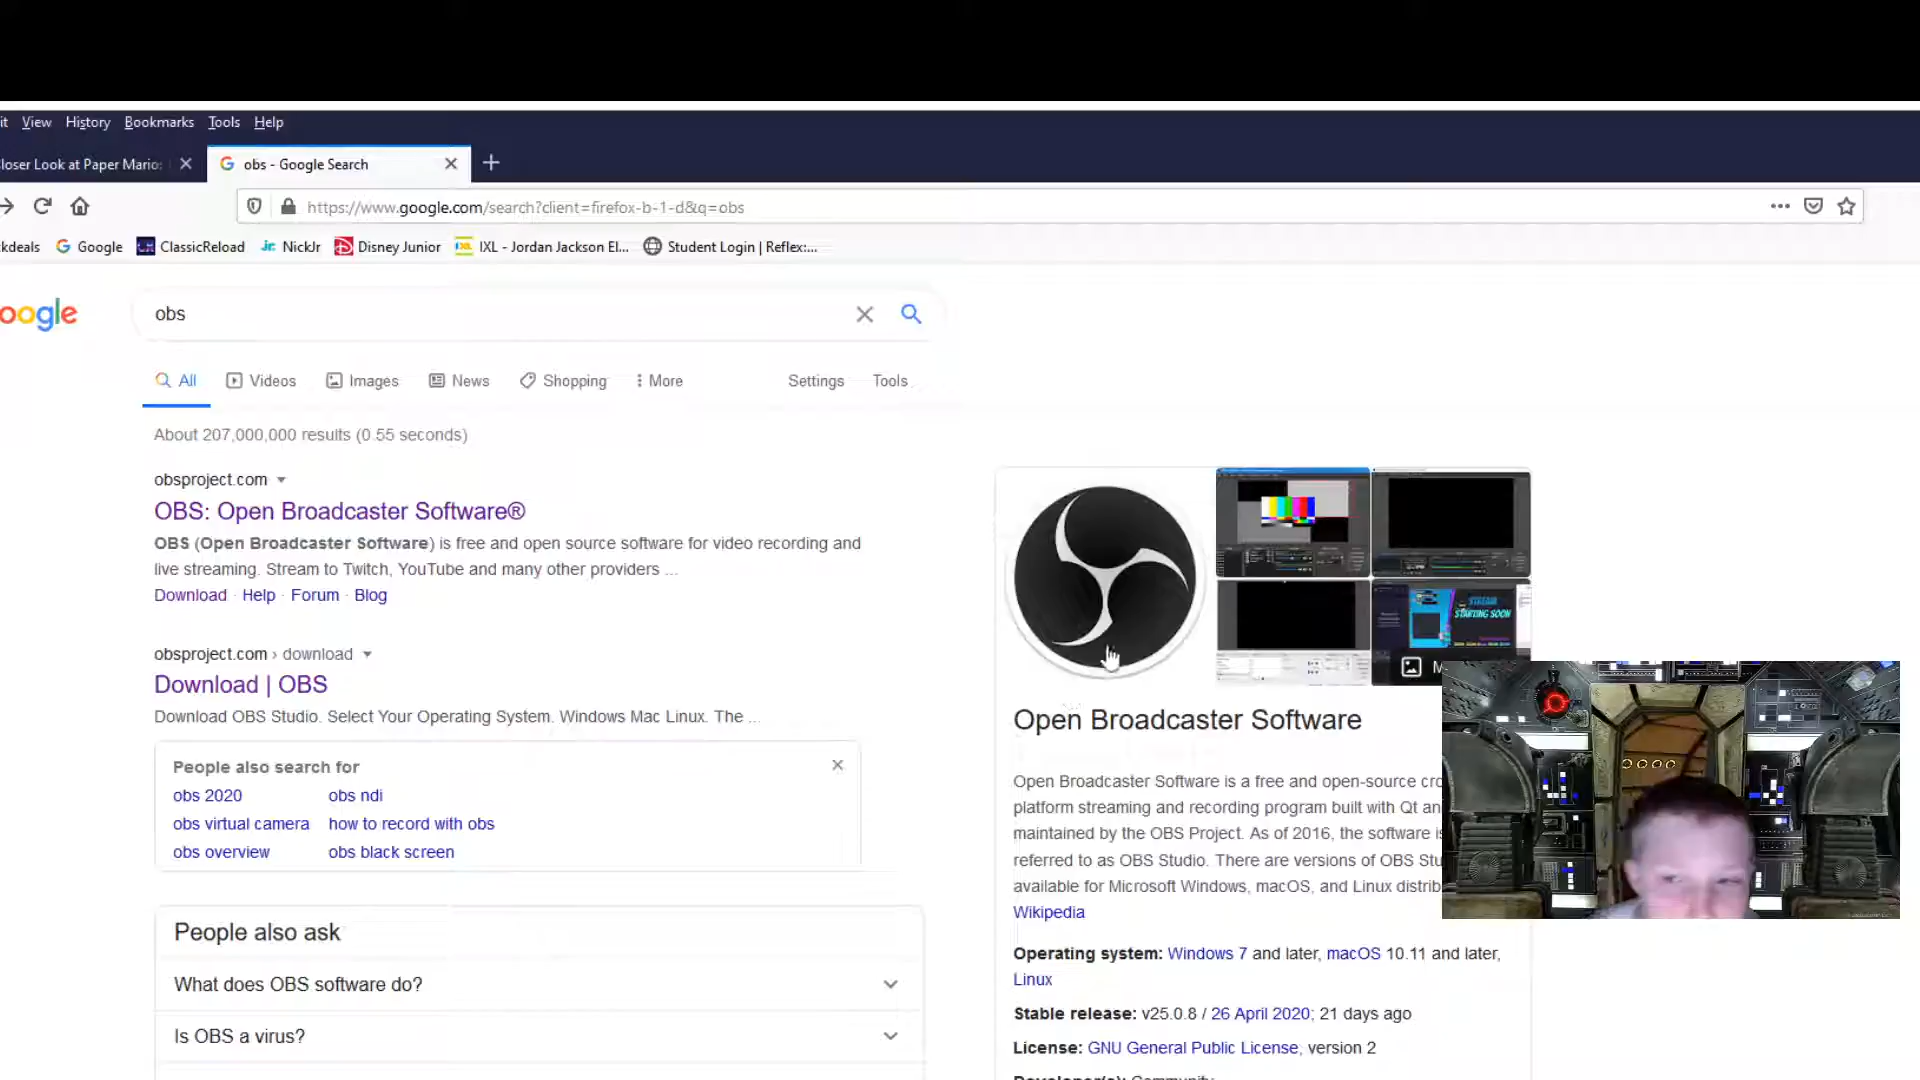 it View History Bookmarks Tools Help
loser Look at Paper Mario:
obs - Google Search
https://www.google.com/search?client=firefox-b-1-d&q=obs
kdeals Google ClassicReload NickJr Disney Junior IXL - Jordan Jackson El... Student Login | Reflex:...
oogle
obs
All Videos Images News Shopping More Settings Tools
About 207,000,000 results (0.55 seconds)
obsproject.com
OBS: Open Broadcaster Software®
OBS (Open Broadcaster Software) is free and open source software for video recording and
live streaming. Stream to Twitch, YouTube and many other providers ...
Download · Help · Forum · Blog
obsproject.com › download
Download | OBS
Download OBS Studio. Select Your Operating System. Windows Mac Linux. The ...
People also search for
obs 2020 obs ndi
obs virtual camera how to record with obs
obs overview obs black screen
People also ask
What does OBS software do?
Is OBS a virus?
STREAM
STARTING SOON
M
Open Broadcaster Software
Open Broadcaster Software is a free and open-source cro
platform streaming and recording program built with Qt an
maintained by the OBS Project. As of 2016, the software is
referred to as OBS Studio. There are versions of OBS Stu
available for Microsoft Windows, macOS, and Linux distrib
Wikipedia
Operating system: Windows 7 and later, macOS 10.11 and later,
Linux
Stable release: v25.0.8 / 26 April 2020; 21 days ago
License: GNU General Public License, version 2
Developer(s): Community